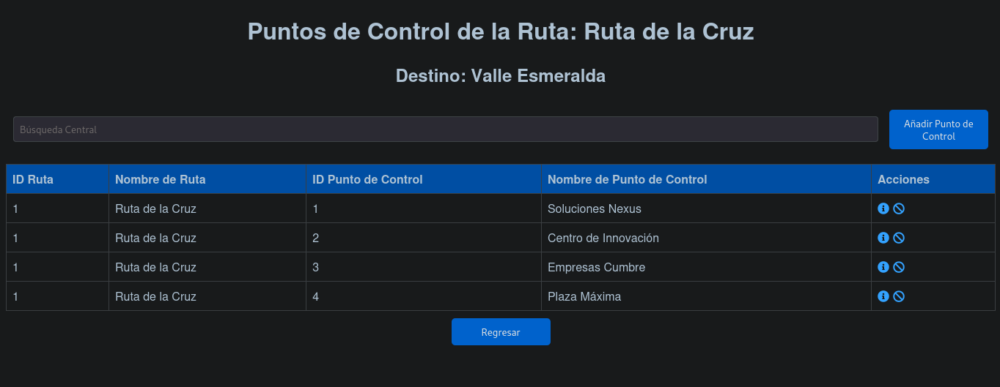 Puntos de Control de la Ruta: Ruta de la Cruz
Destino: Valle Esmeralda
Búsqueda Central
Añadir Punto de
Control
ID Ruta Nombre de Ruta ID Punto de Control Nombre de Punto de Control Acciones
1 Ruta de la Cruz 1 Soluciones Nexus
1 Ruta de la Cruz 2 Centro de Innovación
1 Ruta de la Cruz 3 Empresas Cumbre
1 Ruta de la Cruz 4 Plaza Máxima
Regresar